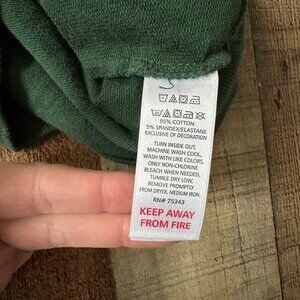 95% COTTON
5% SPANDEX/ELASTANE
EXCLUSIVE OF DECORATION
TURN INSIDE OUT,
MACHINE WASH COOL,
WASH WITH LIKE COLORS,
ONLY NON-CHLORINE
BLEACH WHEN NEEDED,
TUMBLE DRY LOW,
REMOVE PROMPTLY
FROM DRYER, MEDIUM IRON.
RN# 75343
KEEP AWAY
FROM FIRE